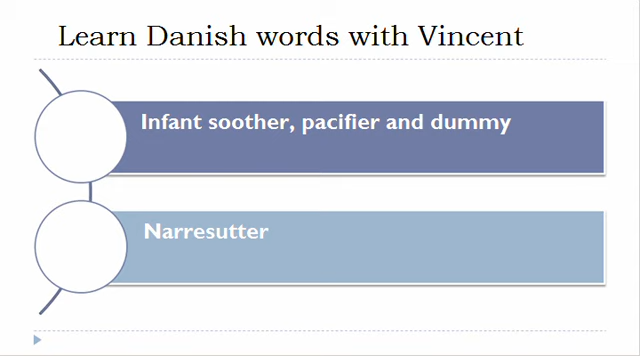 Learn Danish words with Vincent
Infant soother, pacifier and dummy
Narresutter